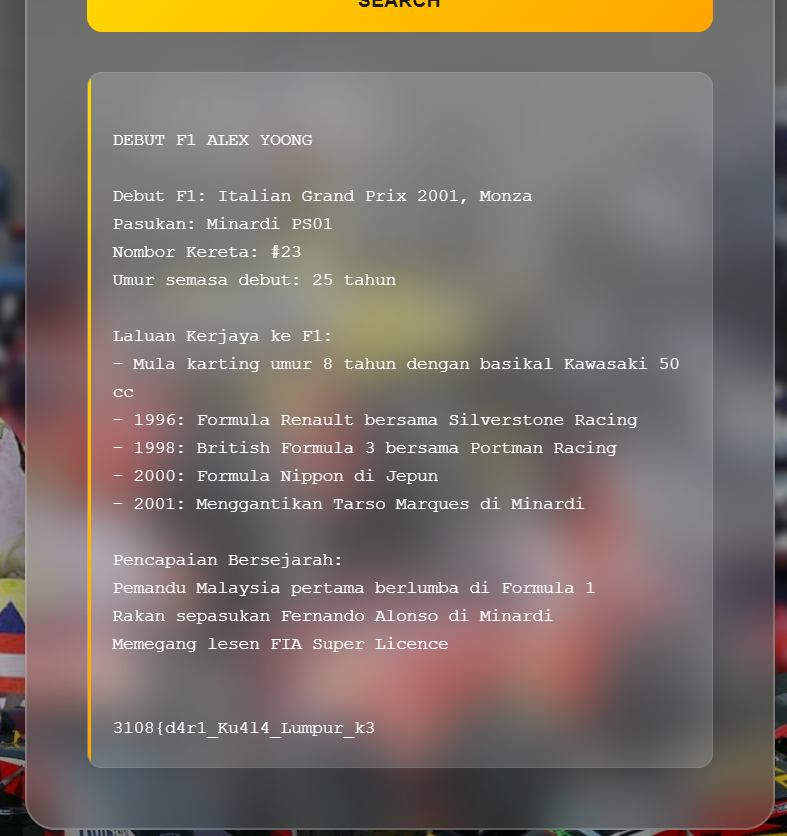 SEARCH
DEBUT F1 ALEX YOONG
Debut F1: Italian Grand Prix 2001, Monza
Pasukan: Minardi PS01
Nombor Kereta: #23
Umur semasa debut: 25 tahun
Laluan Kerjaya ke F1:
- Mula karting umur 8 tahun dengan basikal Kawasaki 50
cc
- 1996: Formula Renault bersama Silverstone Racing
- 1998: British Formula 3 bersama Portman Racing
- 2000: Formula Nippon di Jepun
- 2001: Menggantikan Tarso Marques di Minardi
Pencapaian Bersejarah:
Pemandu Malaysia pertama berlumba di Formula 1
Rakan sepasukan Fernando Alonso di Minardi
Memegang lesen FIA Super Licence
3108{d4r1_Ku4l4_Lumpur_k3